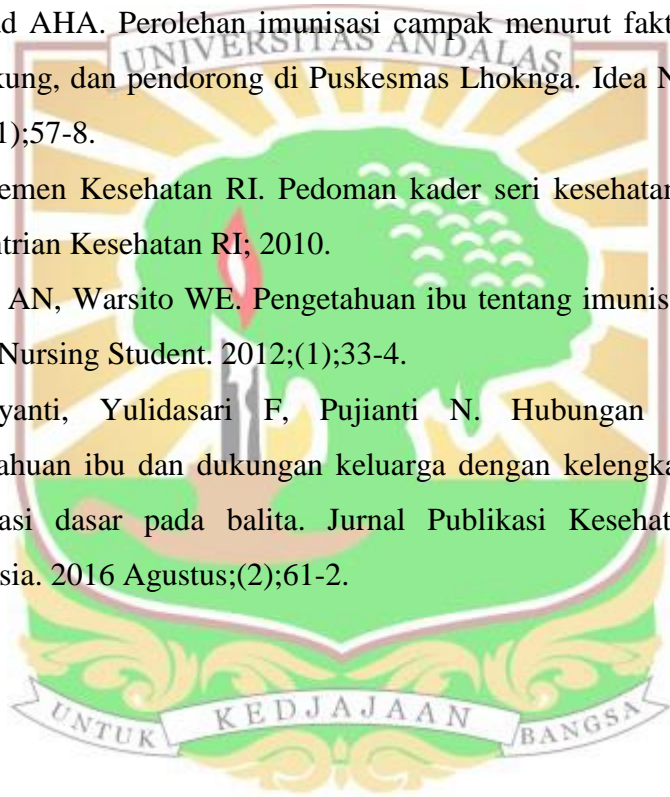 d AHA. Perolehan imunisasi campak menurut fakt
UNIVERSITAS ANDALAS
kung, dan pendorong di Puskesmas Lhoknga. Idea N
1);57-8.
emen Kesehatan RI. Pedoman kader seri kesehatan
ntrian Kesehatan RI; 2010.
AN, Warsito WE. Pengetahuan ibu tentang imunis
Nursing Student. 2012;(1);33-4.
yanti, Yulidasari F, Pujianti N. Hubungan
ahuan ibu dan dukungan keluarga dengan kelengka
asi dasar pada balita. Jurnal Publikasi Kesehat
sia. 2016 Agustus;(2);61-2.
UNTUK KEDJAJAAN BANGSA